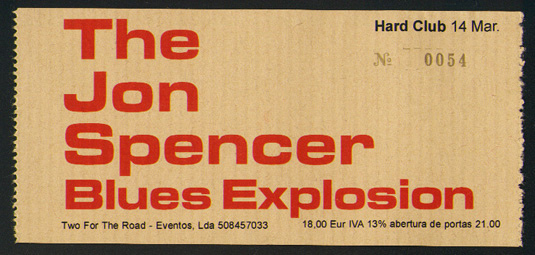 Hard Club 14 Mar.
Nº 0054
The
Jon
Spencer
Blues Explosion
Two For The Road - Eventos, Lda 508457033
18,00 Eur IVA 13% abertura de portas 21.00